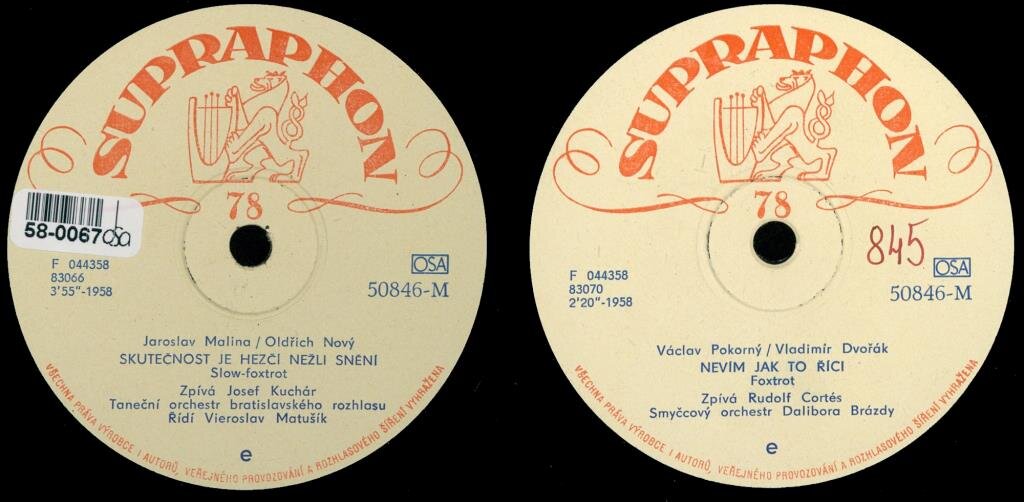 SUPRAPHON
78
58-0067 osa
F 044358
83066
3'55"-1958
OSA
50846-M
Jaroslav Malina / Oldřich Nový
SKUTEČNOST JE HEZČÍ NEŽLI SNĚNÍ
Slow-foxtrot
Zpívá Josef Kuchár
Taneční orchestr bratislavského rozhlasu
Řídí Vieroslav Matušík
e
VŠECHNA PRÁVA VÝROBCE I AUTORŮ, VEŘEJNÉHO PROVOZOVÁNÍ A ROZHLASOVÉHO ŠÍŘENÍ VYHRAŽENA
SUPRAPHON
78
845
F 044358
83070
2'20"-1958
OSA
50846-M
Václav Pokorný / Vladimír Dvořák
NEVÍM JAK TO ŘÍCI
Foxtrot
Zpívá Rudolf Cortés
Smyčcový orchestr Dalibora Brázdy
e
VŠECHNA PRÁVA VÝROBCE I AUTORŮ, VEŘEJNÉHO PROVOZOVÁNÍ A ROZHLASOVÉHO ŠÍŘENÍ VYHRAŽENA